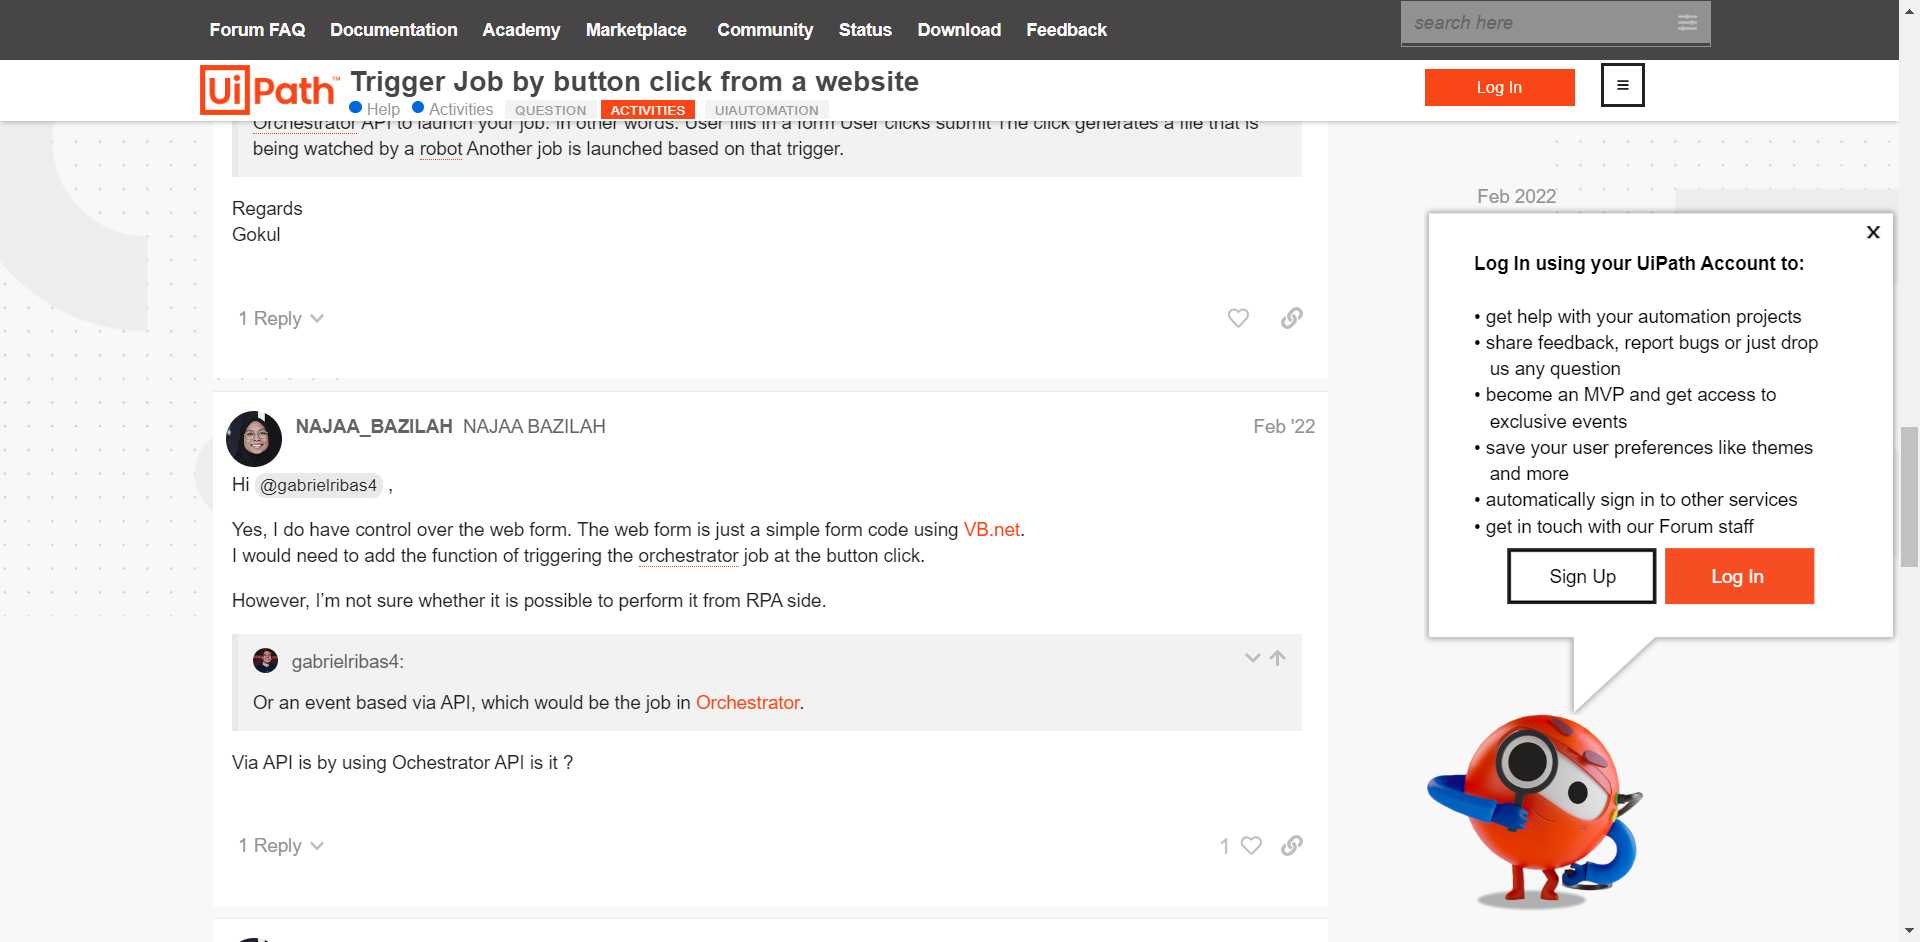 Forum FAQ Documentation Academy Marketplace Community Status Download Feedback
search here
UiPath™ Trigger Job by button click from a website
Help Activities QUESTION ACTIVITIES UIAUTOMATION
Log In
Orchestrator API to launch your job. In other words. User fills in a form User clicks submit The click generates a file that is
being watched by a robot Another job is launched based on that trigger.
Regards
Gokul
1 Reply
NAJAA_BAZILAH NAJAA BAZILAH Feb '22
Hi @gabrielribas4 ,
Yes, I do have control over the web form. The web form is just a simple form code using VB.net.
I would need to add the function of triggering the orchestrator job at the button click.
However, I'm not sure whether it is possible to perform it from RPA side.
gabrielribas4:
Or an event based via API, which would be the job in Orchestrator.
Via API is by using Ochestrator API is it ?
1 Reply 1
Feb 2022
X
Log In using your UiPath Account to:
• get help with your automation projects
• share feedback, report bugs or just drop
us any question
• become an MVP and get access to
exclusive events
• save your user preferences like themes
and more
• automatically sign in to other services
• get in touch with our Forum staff
Sign Up Log In